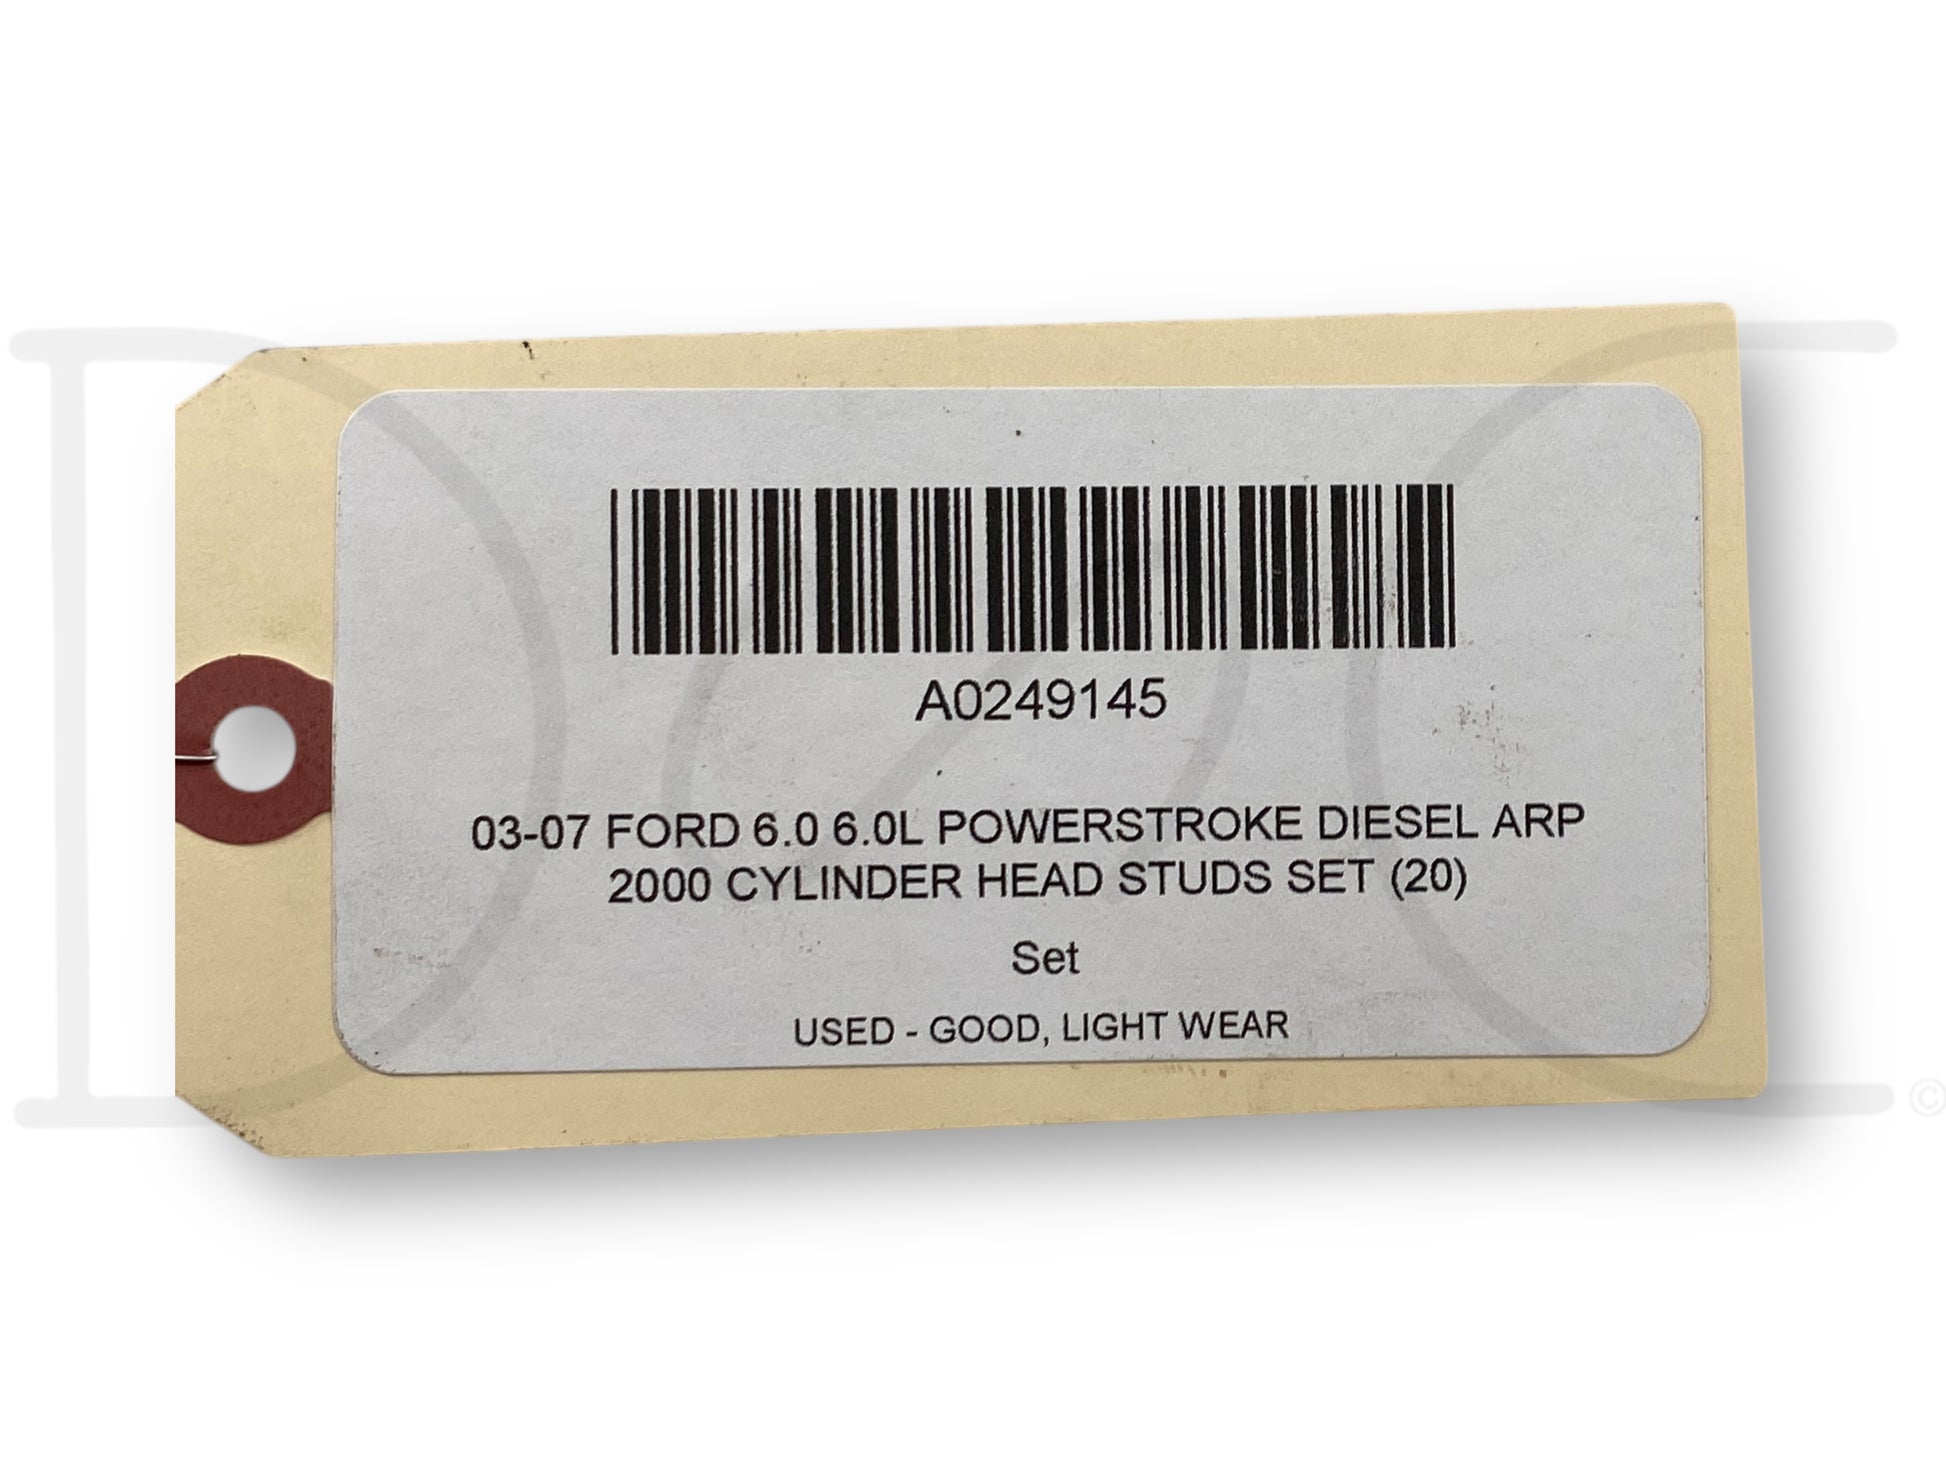 A0249145
03-07 FORD 6.0 6.0L POWERSTROKE DIESEL ARP
2000 CYLINDER HEAD STUDS SET (20)
Set
USED - GOOD, LIGHT WEAR